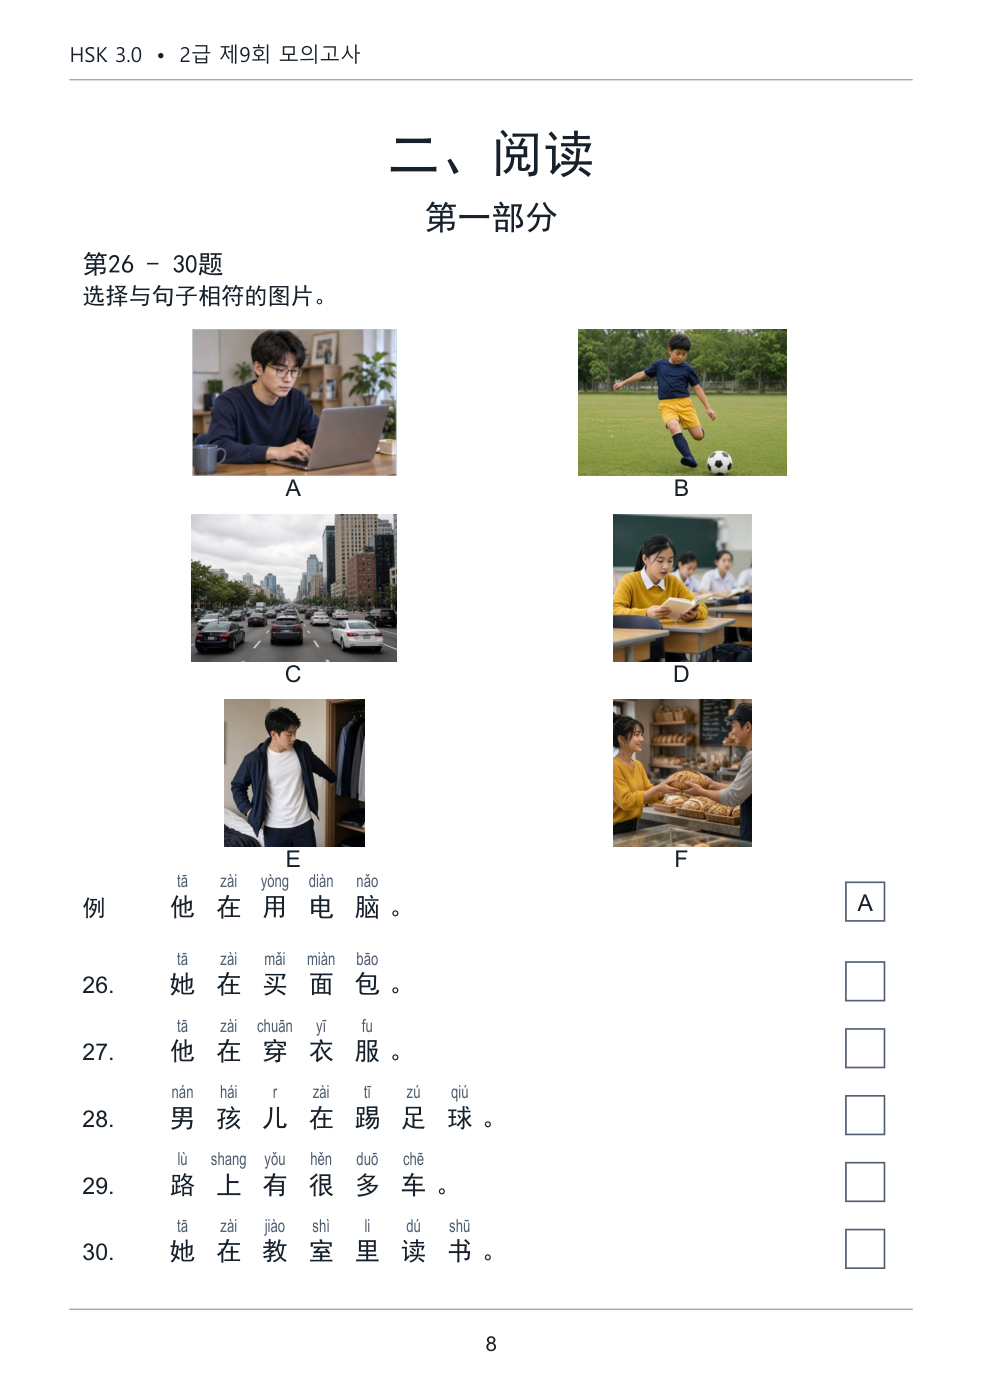 HSK 3.0 • 2급 제9회 모의고사
二、阅读
第一部分
第26 － 30题
选择与句子相符的图片。
A
B
C
D
E
F
tā zài yòng diàn nǎo
例 他 在 用 电 脑 。 A
tā zài mǎi miàn bāo
26. 她 在 买 面 包 。
tā zài chuān yī fu
27. 他 在 穿 衣 服 。
nán hái r zài tī zú qiú
28. 男 孩 儿 在 踢 足 球 。
lù shang yǒu hěn duō chē
29. 路 上 有 很 多 车 。
tā zài jiào shì li dú shū
30. 她 在 教 室 里 读 书 。
8